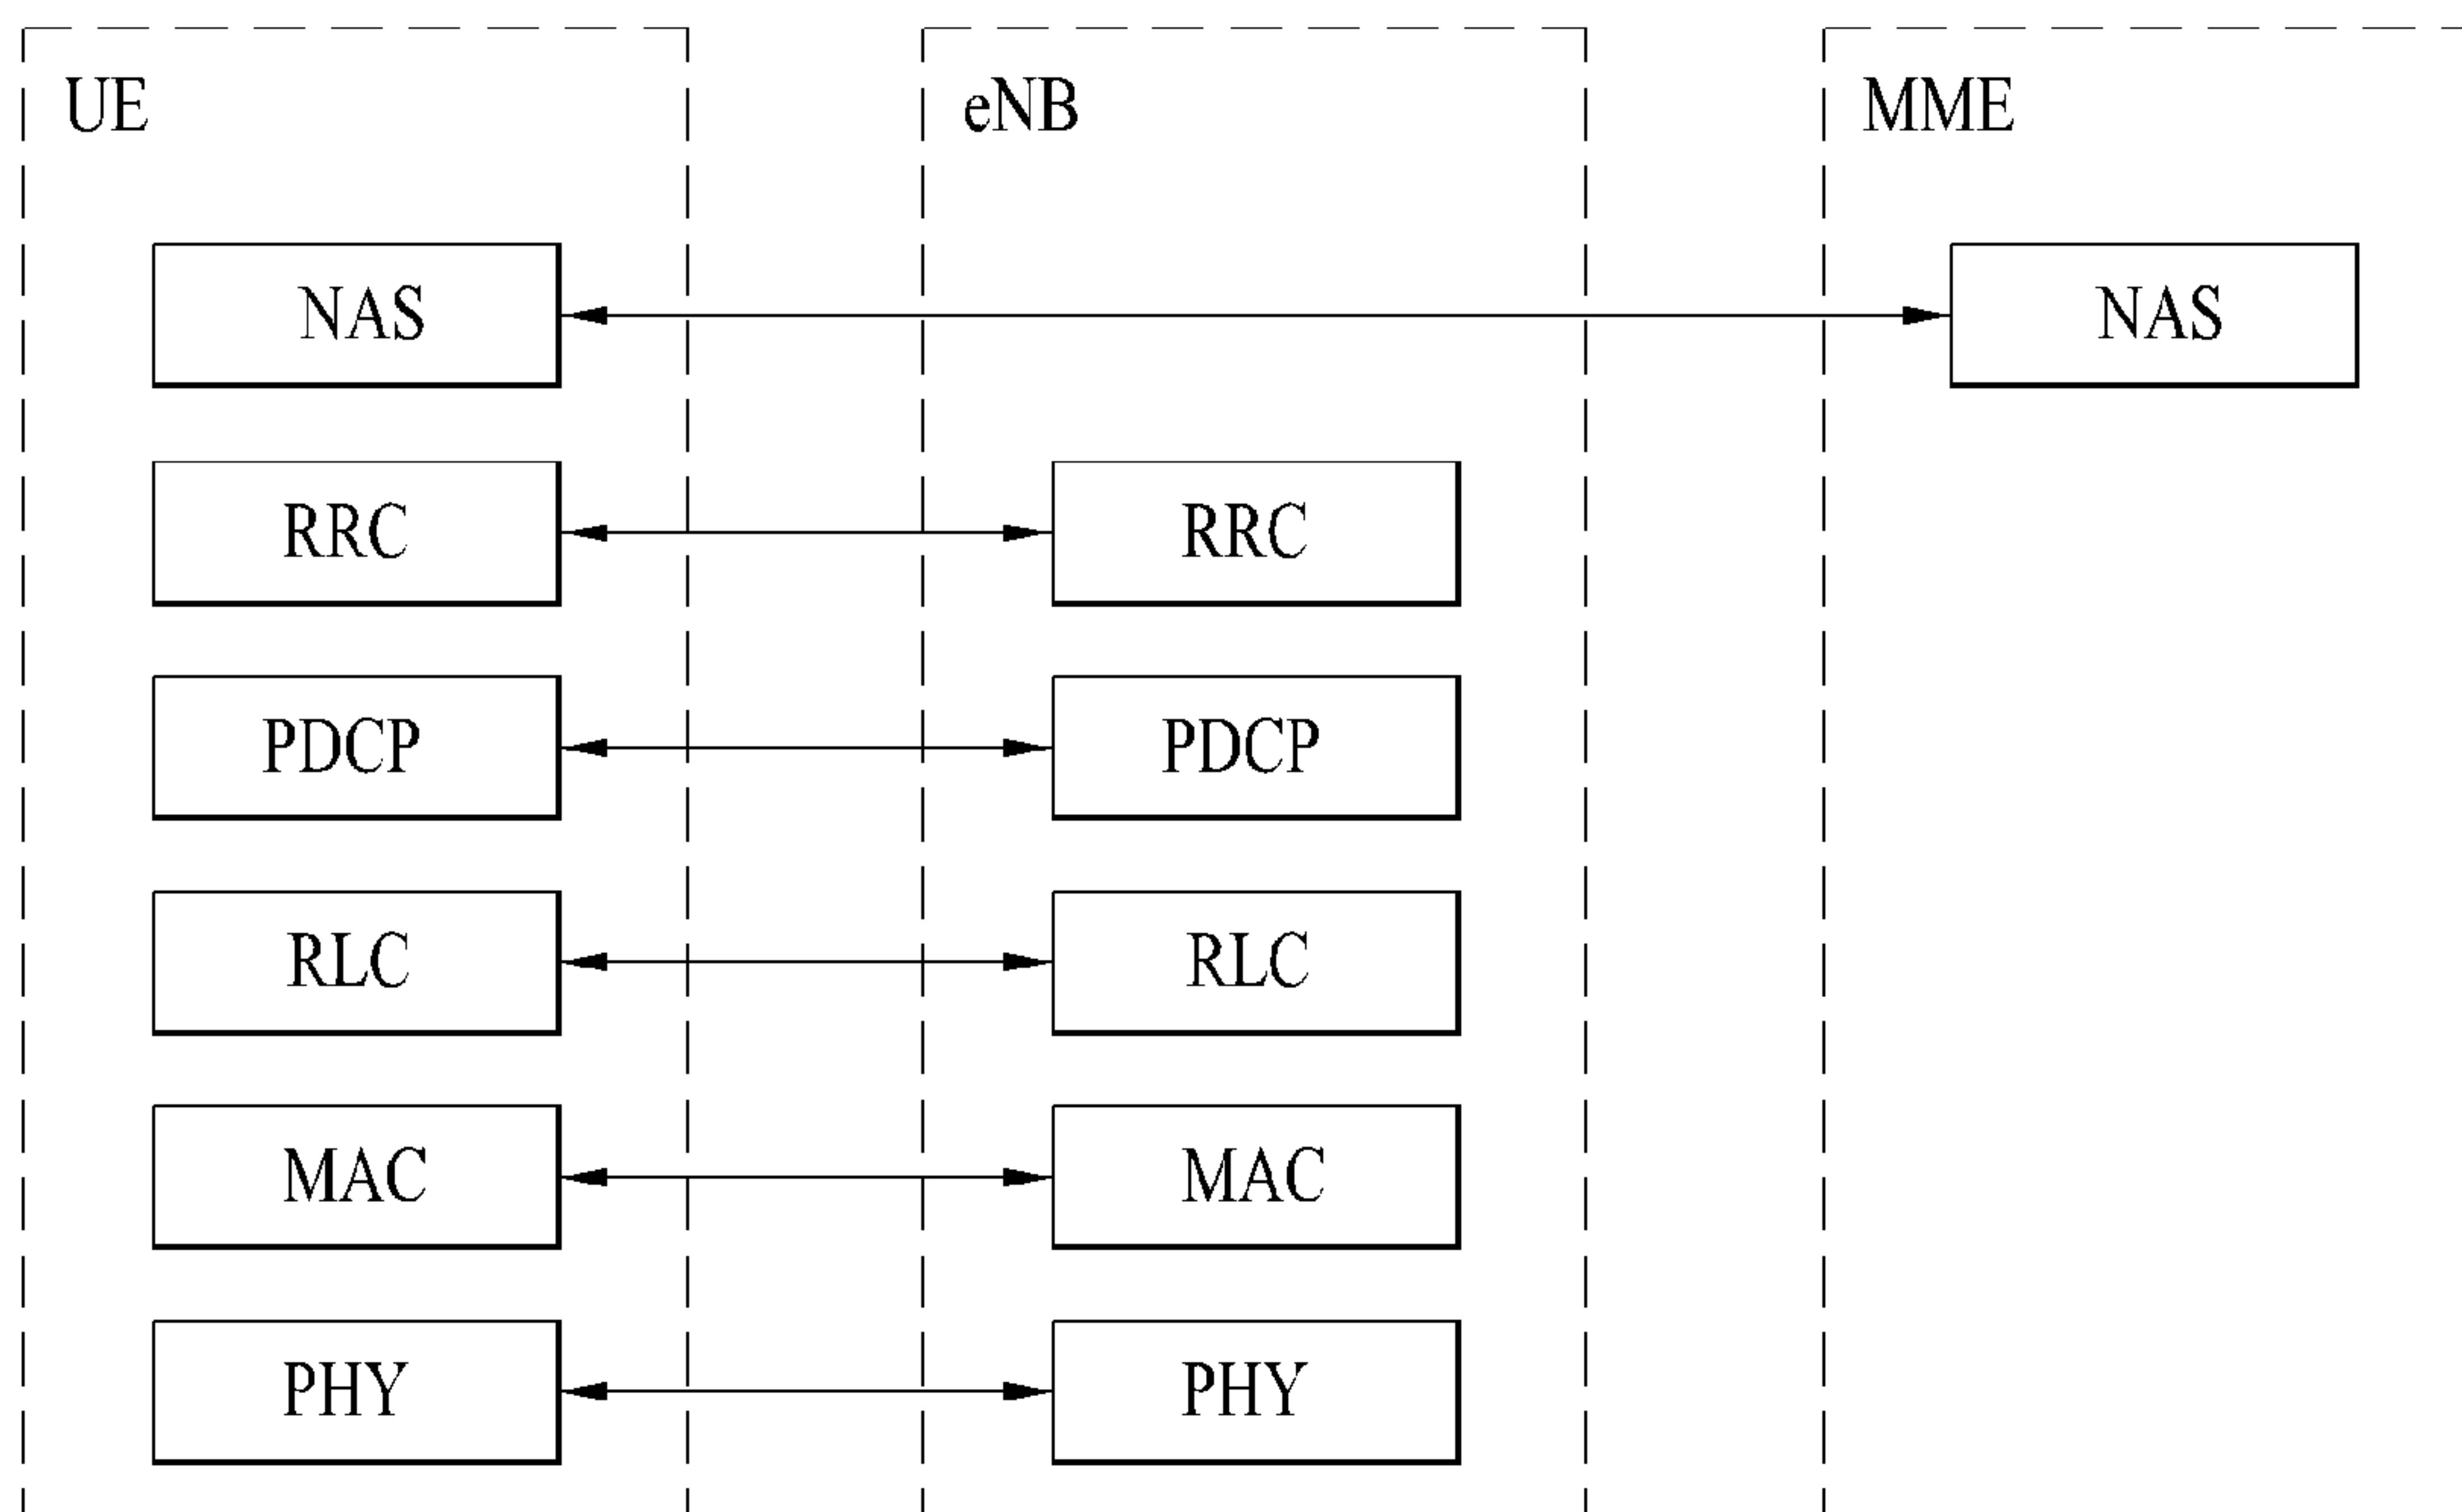 UE
eNB
MME
NAS
NAS
RRC
RRC
PDCP
PDCP
RLC
RLC
MAC
MAC
PHY
PHY